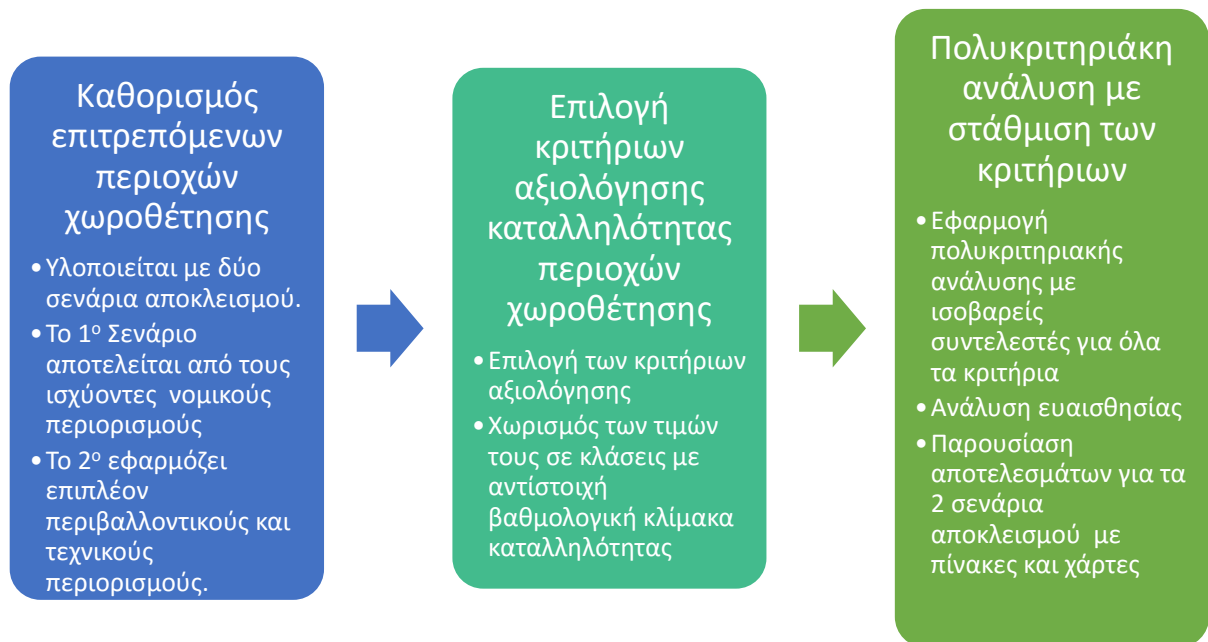 Καθορισμός
επιτρεπόμενων
περιοχών
χωροθέτησης
• Υλοποιείται με δύο
σενάρια αποκλεισμού.
• Το 1ο Σενάριο
αποτελείται από τους
ισχύοντες νομικούς
περιορισμούς
• Το 2ο εφαρμόζει
επιπλέον
περιβαλλοντικούς και
τεχνικούς
περιορισμούς.
Επιλογή
κριτήριων
αξιολόγησης
καταλληλότητας
περιοχών
χωροθέτησης
• Επιλογή των κριτήριων
αξιολόγησης
• Χωρισμός των τιμών
τους σε κλάσεις με
αντίστοιχή
βαθμολογική κλίμακα
καταλληλότητας
Πολυκριτηριάκη
ανάλυση με
στάθμιση των
κριτήριων
• Εφαρμογή
πολυκριτηριακής
ανάλυσης με
ισοβαρείς
συντελεστές για όλα
τα κριτήρια
• Ανάλυση ευαισθησίας
• Παρουσίαση
αποτελεσμάτων για τα
2 σενάρια
αποκλεισμού με
πίνακες και χάρτες